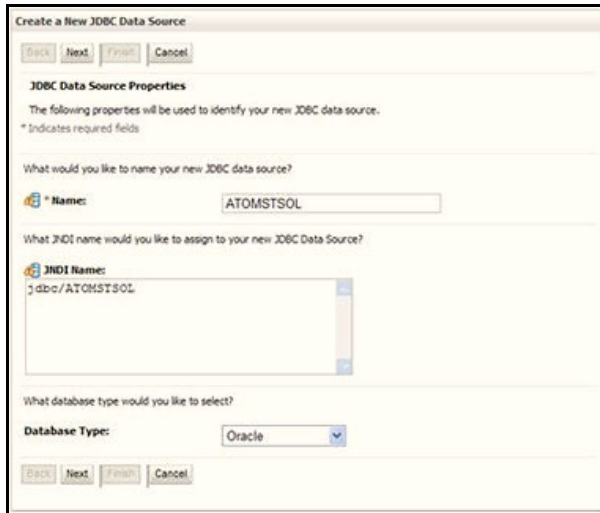 Create a New JDBC Data Source
Back Next Finish Cancel
JDBC Data Source Properties
The following properties will be used to identify your new JDBC data source.
* Indicates required fields
What would you like to name your new JDBC data source?
* Name: ATOMSTSOL
What JNDI name would you like to assign to your new JDBC Data Source?
JNDI Name:
jdbc/ATOMSTSOL
What database type would you like to select?
Database Type: Oracle
Back Next Finish Cancel